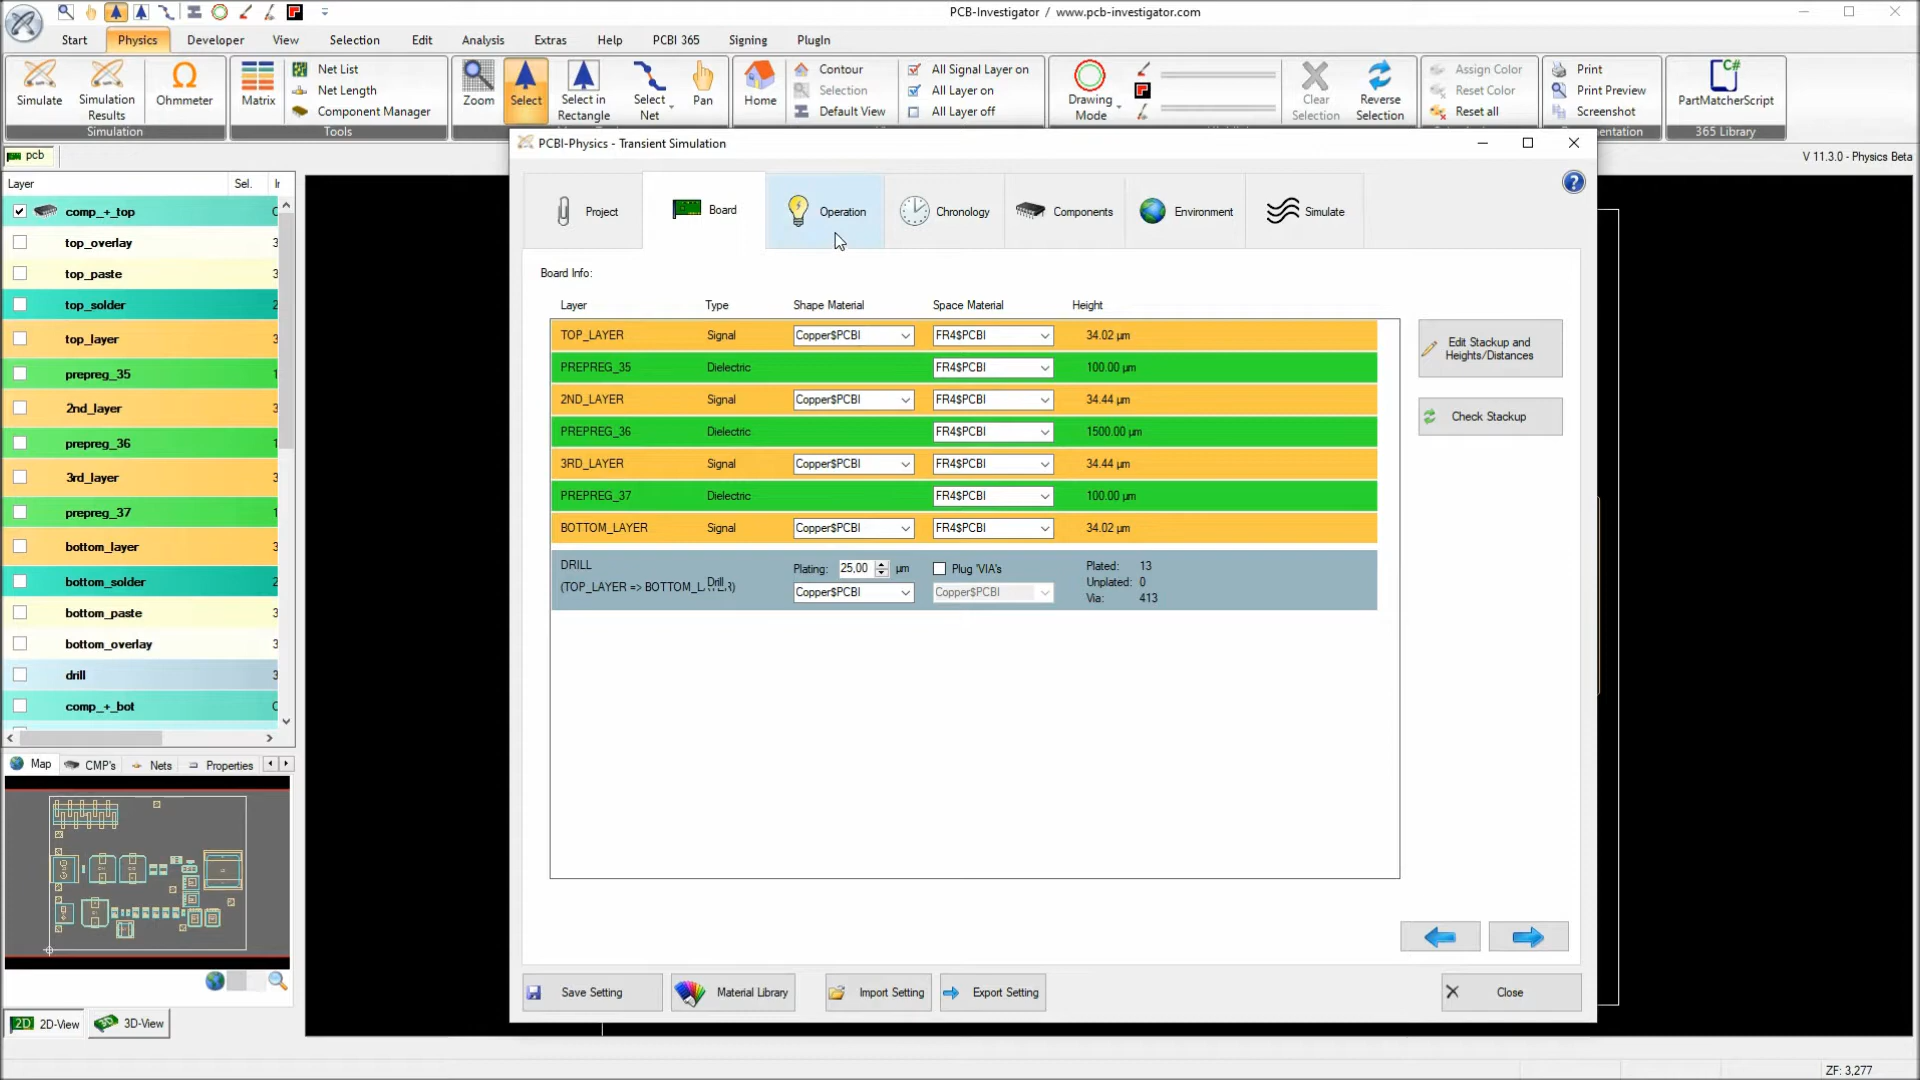 PCB-Investigator / www.pcb-investigator.com
Start Physics Developer View Selection Edit Analysis Extras Help PCBI 365 Signing PlugIn
Simulate
Simulation Results
Ohmmeter
Simulation
Matrix
Net List
Net Length
Component Manager
Tools
Zoom
Select
Select in Rectangle
Select Net
Pan
Home
Contour
Selection
Default View
All Signal Layer on
All Layer on
All Layer off
Drawing Mode
Clear Selection
Reverse Selection
Assign Color
Reset Color
Reset all
Print
Print Preview
Screenshot
entation
PartMatcherScript
365 Library
pcb
V 11.3.0 - Physics Beta
Layer Sel.
comp_+_top
top_overlay
top_paste
top_solder
top_layer
prepreg_35
2nd_layer
prepreg_36
3rd_layer
prepreg_37
bottom_layer
bottom_solder
bottom_paste
bottom_overlay
drill
comp_+_bot
Map CMP's Nets Properties
2D 2D-View 3D-View
PCBI-Physics - Transient Simulation
Project Board Operation Chronology Components Environment Simulate
Board Info:
Layer Type Shape Material Space Material Height
TOP_LAYER Signal Copper$PCBI FR4$PCBI 34.02 µm
PREPREG_35 Dielectric FR4$PCBI 100.00 µm
2ND_LAYER Signal Copper$PCBI FR4$PCBI 34.44 µm
PREPREG_36 Dielectric FR4$PCBI 1500.00 µm
3RD_LAYER Signal Copper$PCBI FR4$PCBI 34.44 µm
PREPREG_37 Dielectric FR4$PCBI 100.00 µm
BOTTOM_LAYER Signal Copper$PCBI FR4$PCBI 34.02 µm
DRILL Plating: 25,00 µm Plug 'VIA's Plated: 13
(TOP_LAYER => BOTTOM_LAYER) Drill Copper$PCBI Copper$PCBI Unplated: 0
Via: 413
Edit Stackup and Heights/Distances
Check Stackup
Save Setting Material Library Import Setting Export Setting Close
ZF: 3,277